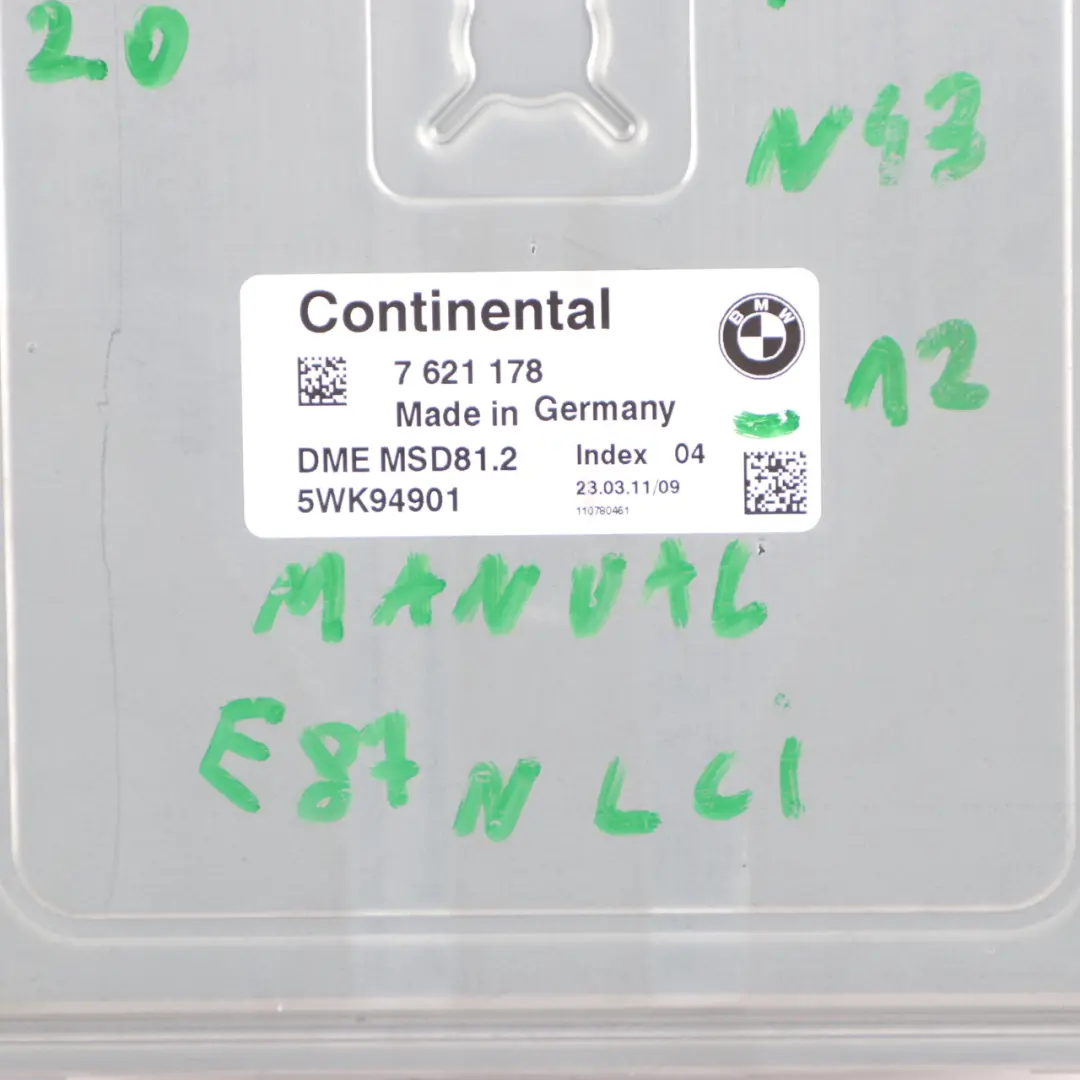 20
N43
Continental
BMW
7 621 178
Made in Germany
12
DME MSD81.2 Index 04
5WK94901 23.03.11/09
110780461
MANUAL
E87N LCi